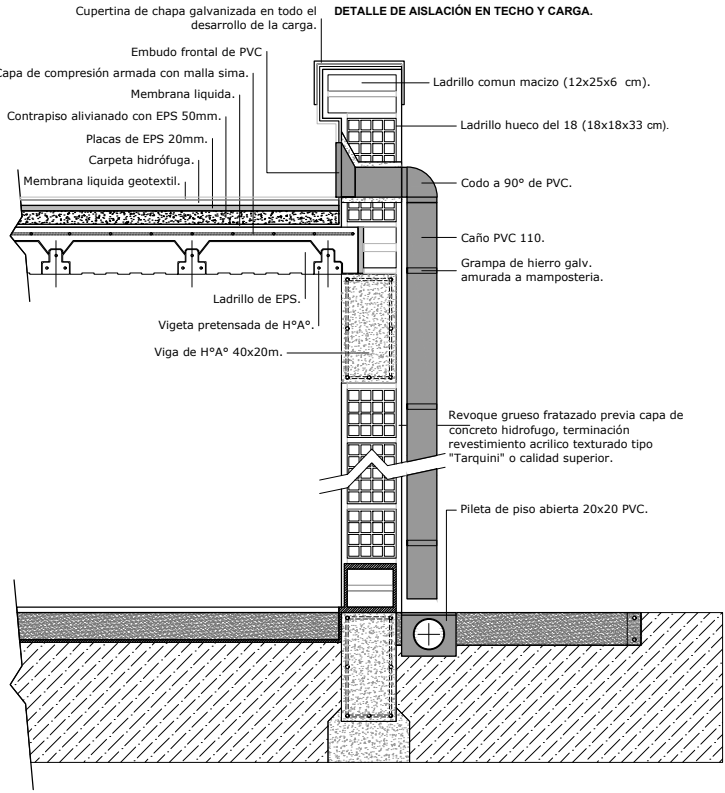 Cupertina de chapa galvanizada en todo el
desarrollo de la carga.
DETALLE DE AISLACIÓN EN TECHO Y CARGA.
Embudo frontal de PVC
Capa de compresión armada con malla sima.
Membrana liquida.
Contrapiso alivianado con EPS 50mm.
Placas de EPS 20mm.
Carpeta hidrófuga.
Membrana liquida geotextil.
Ladrillo de EPS.
Vigeta pretensada de H°A°.
Viga de H°A° 40x20m.
Ladrillo comun macizo (12x25x6 cm).
Ladrillo hueco del 18 (18x18x33 cm).
Codo a 90° de PVC.
Caño PVC 110.
Grampa de hierro galv.
amurada a mamposteria.
Revoque grueso fratazado previa capa de
concreto hidrofugo, terminación
revestimiento acrilico texturado tipo
"Tarquini" o calidad superior.
Pileta de piso abierta 20x20 PVC.